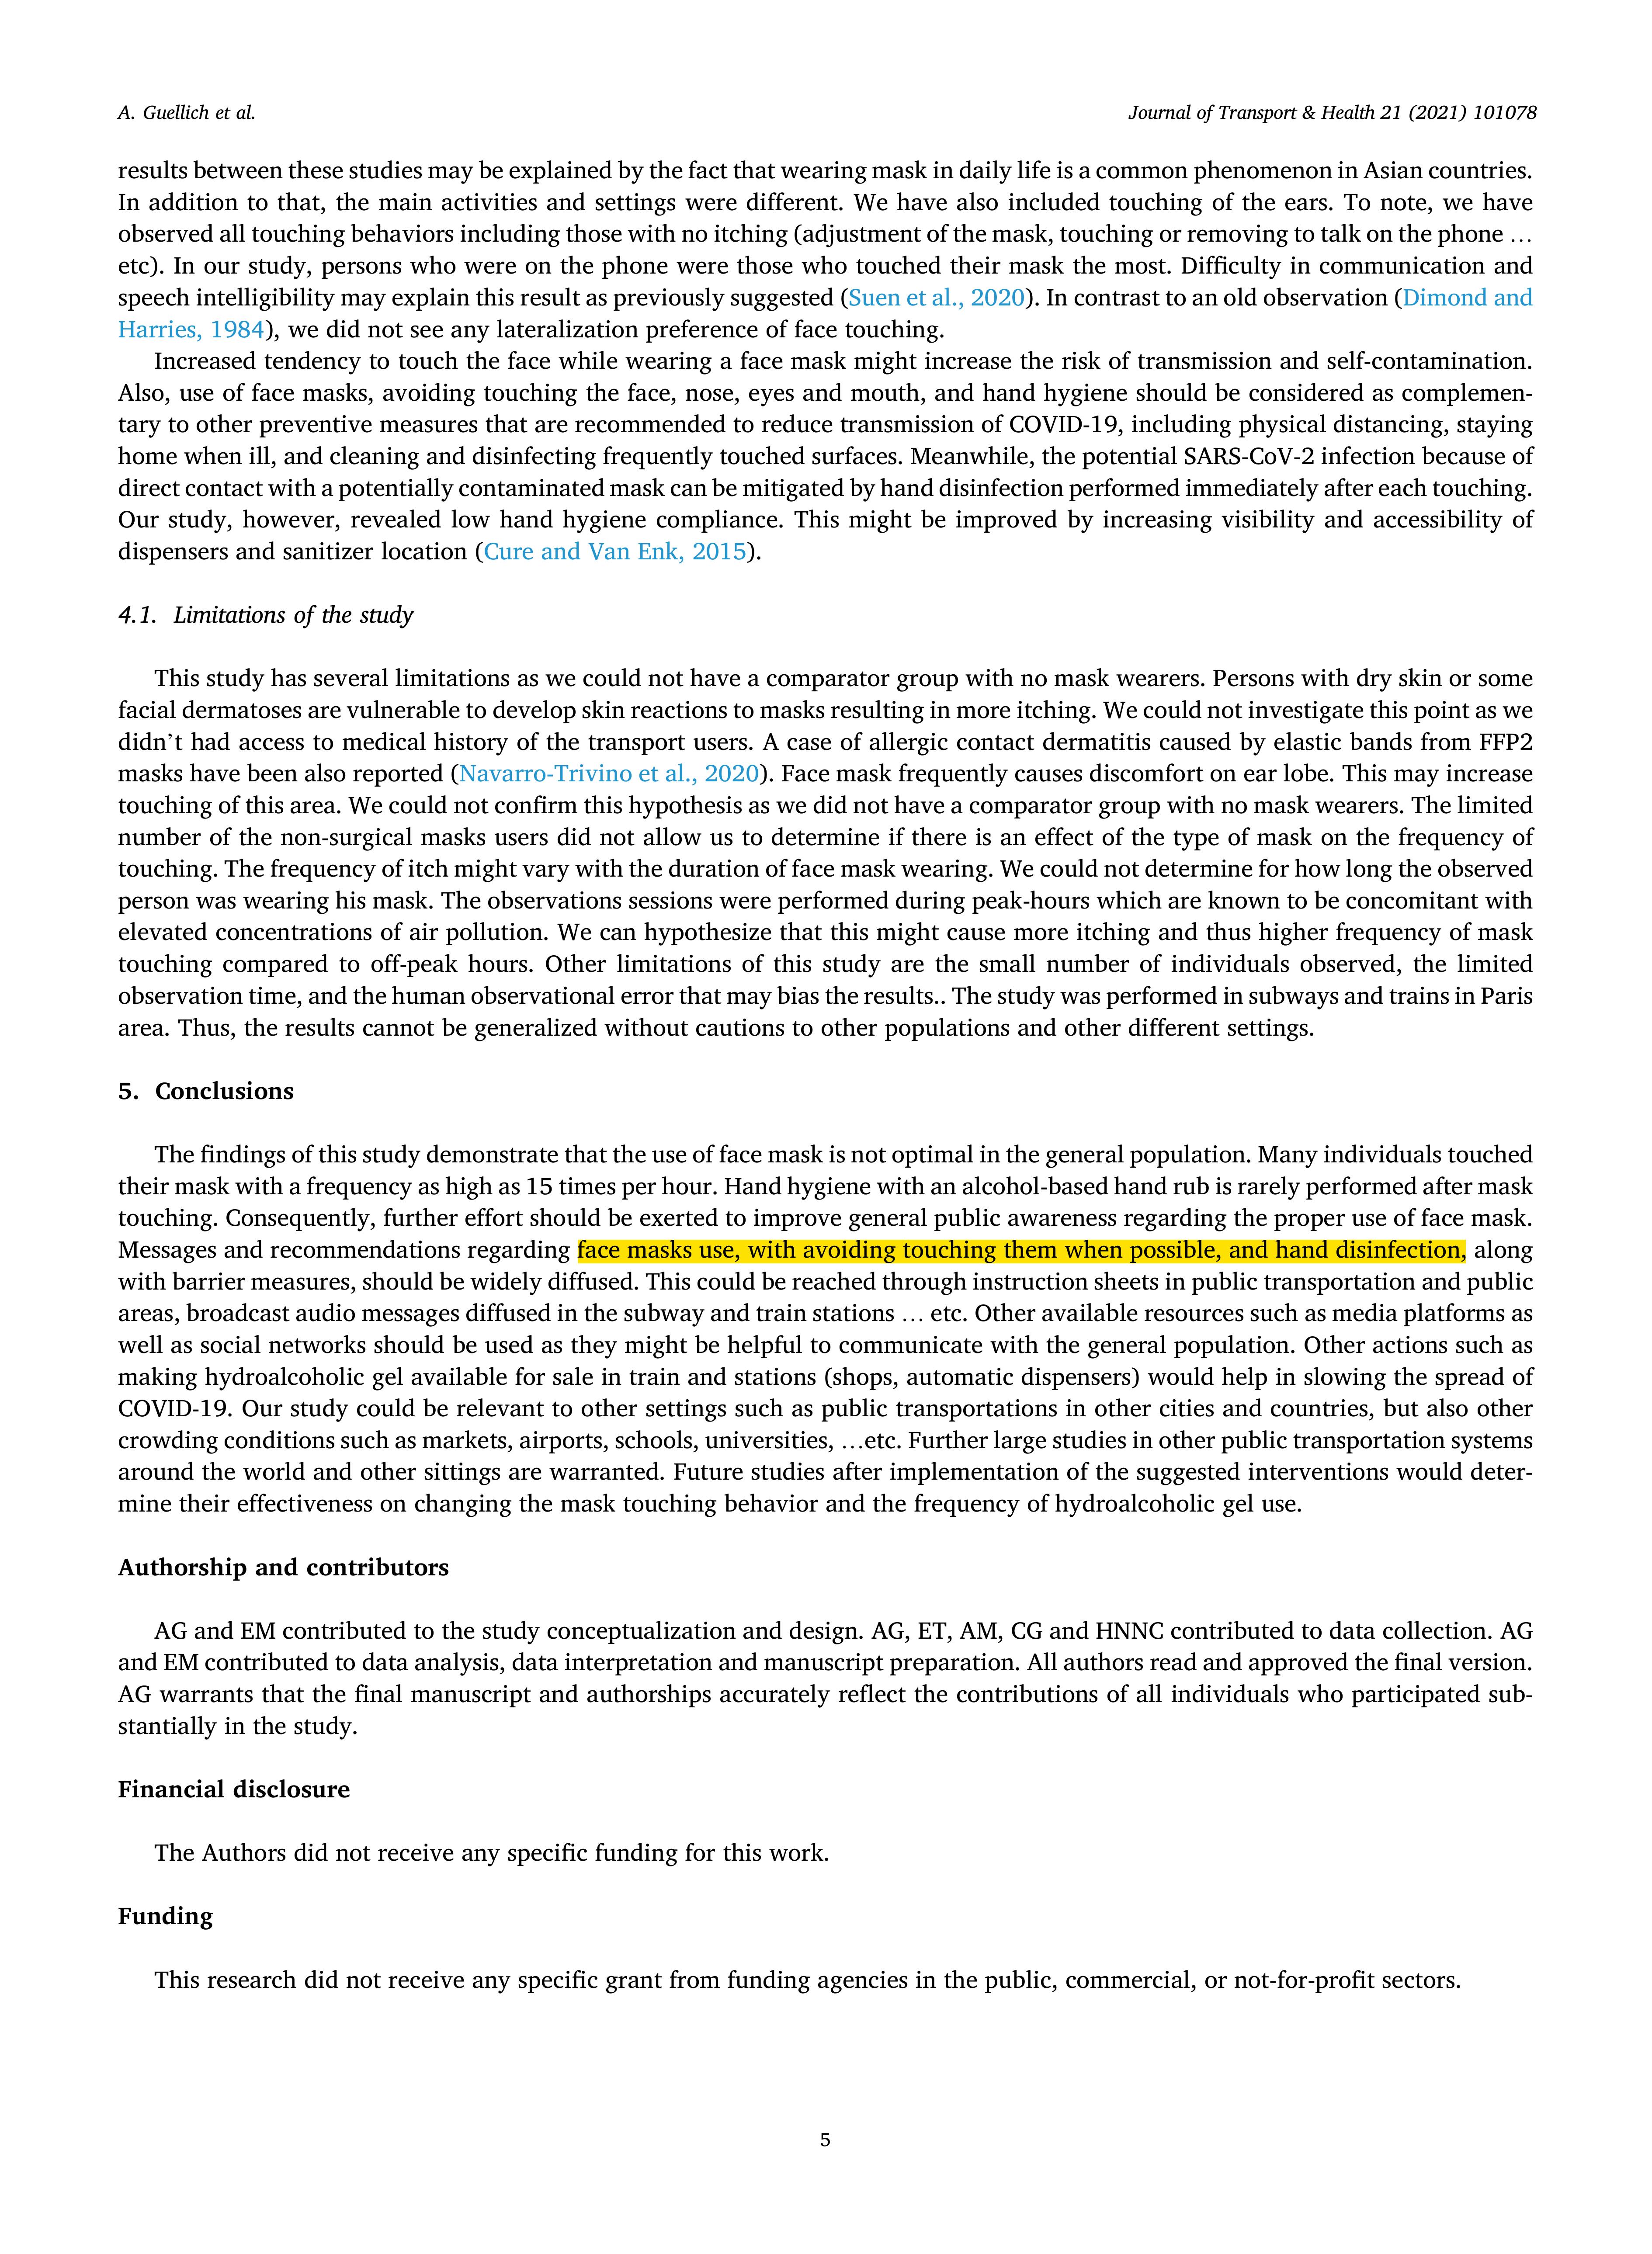 A. Guellich et al.
Journal of Transport & Health 21 (2021) 101078
results between these studies may be explained by the fact that wearing mask in daily life is a common phenomenon in Asian countries.
In addition to that, the main activities and settings were different. We have also included touching of the ears. To note, we have
observed all touching behaviors including those with no itching (adjustment of the mask, touching or removing to talk on the phone …
etc). In our study, persons who were on the phone were those who touched their mask the most. Difficulty in communication and
speech intelligibility may explain this result as previously suggested (Suen et al., 2020). In contrast to an old observation (Dimond and
Harries, 1984), we did not see any lateralization preference of face touching.
Increased tendency to touch the face while wearing a face mask might increase the risk of transmission and self-contamination.
Also, use of face masks, avoiding touching the face, nose, eyes and mouth, and hand hygiene should be considered as complemen-
tary to other preventive measures that are recommended to reduce transmission of COVID-19, including physical distancing, staying
home when ill, and cleaning and disinfecting frequently touched surfaces. Meanwhile, the potential SARS-CoV-2 infection because of
direct contact with a potentially contaminated mask can be mitigated by hand disinfection performed immediately after each touching.
Our study, however, revealed low hand hygiene compliance. This might be improved by increasing visibility and accessibility of
dispensers and sanitizer location (Cure and Van Enk, 2015).
4.1. Limitations of the study
This study has several limitations as we could not have a comparator group with no mask wearers. Persons with dry skin or some
facial dermatoses are vulnerable to develop skin reactions to masks resulting in more itching. We could not investigate this point as we
didn't had access to medical history of the transport users. A case of allergic contact dermatitis caused by elastic bands from FFP2
masks have been also reported (Navarro-Trivino et al., 2020). Face mask frequently causes discomfort on ear lobe. This may increase
touching of this area. We could not confirm this hypothesis as we did not have a comparator group with no mask wearers. The limited
number of the non-surgical masks users did not allow us to determine if there is an effect of the type of mask on the frequency of
touching. The frequency of itch might vary with the duration of face mask wearing. We could not determine for how long the observed
person was wearing his mask. The observations sessions were performed during peak-hours which are known to be concomitant with
elevated concentrations of air pollution. We can hypothesize that this might cause more itching and thus higher frequency of mask
touching compared to off-peak hours. Other limitations of this study are the small number of individuals observed, the limited
observation time, and the human observational error that may bias the results.. The study was performed in subways and trains in Paris
area. Thus, the results cannot be generalized without cautions to other populations and other different settings.
5. Conclusions
The findings of this study demonstrate that the use of face mask is not optimal in the general population. Many individuals touched
their mask with a frequency as high as 15 times per hour. Hand hygiene with an alcohol-based hand rub is rarely performed after mask
touching. Consequently, further effort should be exerted to improve general public awareness regarding the proper use of face mask.
Messages and recommendations regarding face masks use, with avoiding touching them when possible, and hand disinfection, along
with barrier measures, should be widely diffused. This could be reached through instruction sheets in public transportation and public
areas, broadcast audio messages diffused in the subway and train stations … etc. Other available resources such as media platforms as
well as social networks should be used as they might be helpful to communicate with the general population. Other actions such as
making hydroalcoholic gel available for sale in train and stations (shops, automatic dispensers) would help in slowing the spread of
COVID-19. Our study could be relevant to other settings such as public transportations in other cities and countries, but also other
crowding conditions such as markets, airports, schools, universities, …etc. Further large studies in other public transportation systems
around the world and other sittings are warranted. Future studies after implementation of the suggested interventions would deter-
mine their effectiveness on changing the mask touching behavior and the frequency of hydroalcoholic gel use.
Authorship and contributors
AG and EM contributed to the study conceptualization and design. AG, ET, AM, CG and HNNC contributed to data collection. AG
and EM contributed to data analysis, data interpretation and manuscript preparation. All authors read and approved the final version.
AG warrants that the final manuscript and authorships accurately reflect the contributions of all individuals who participated sub-
stantially in the study.
Financial disclosure
The Authors did not receive any specific funding for this work.
Funding
This research did not receive any specific grant from funding agencies in the public, commercial, or not-for-profit sectors.
5